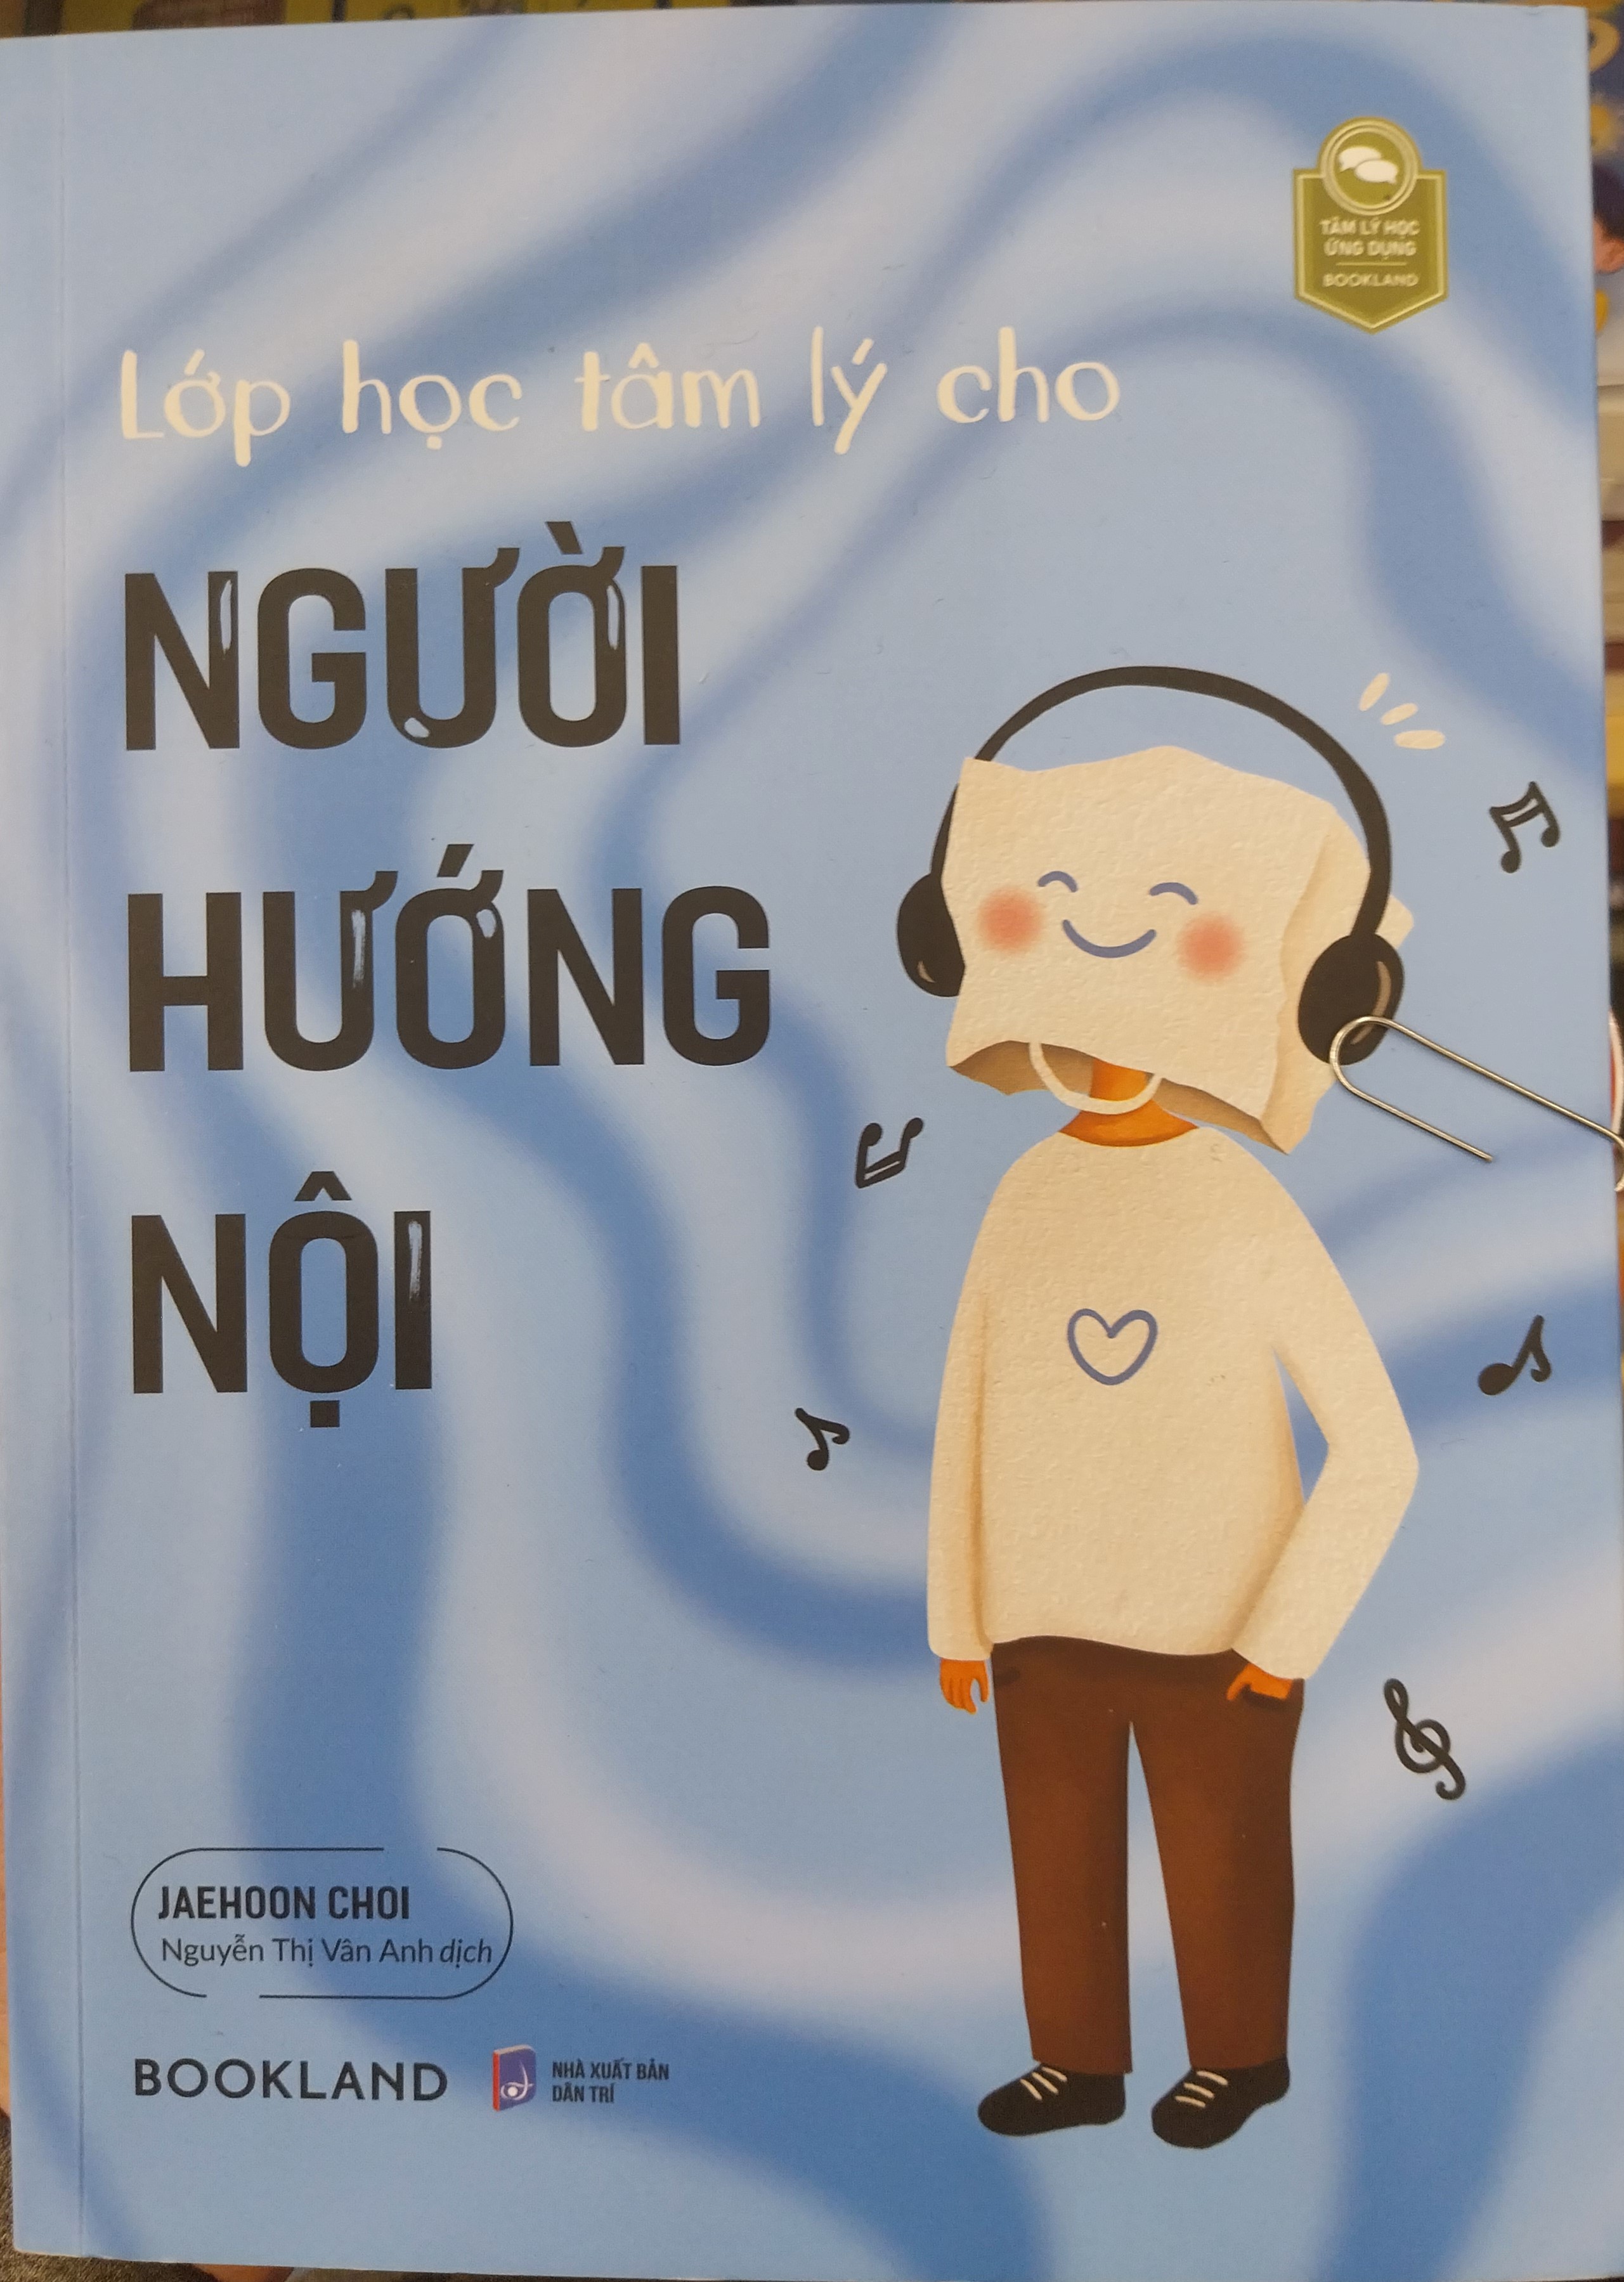 TÂM LÝ HỌC
ỨNG DỤNG
BOOKLAND
Lớp học tâm lý cho
NGƯỜI
HƯỚNG
NỘI
JAEHOON CHOI
Nguyễn Thị Vân Anh dịch
BOOKLAND
NHÀ XUẤT BẢN
DÂN TRÍ